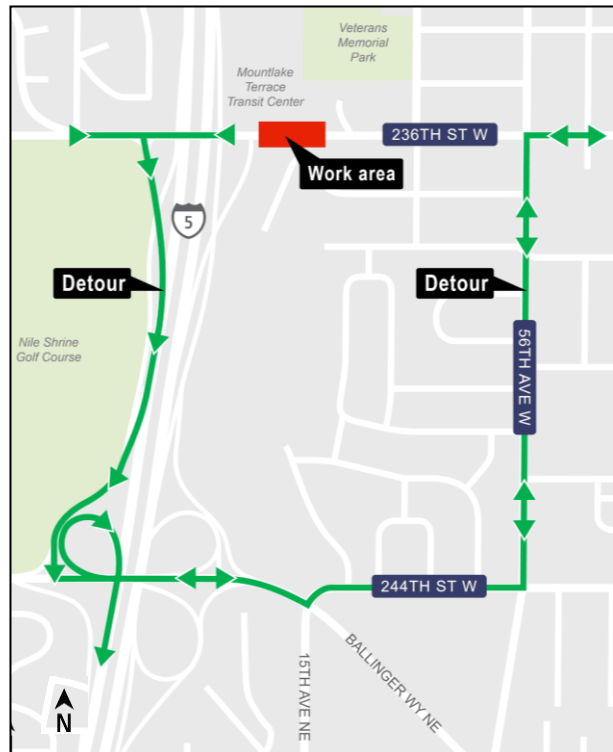 Veterans
Memorial
Park
Mountlake
Terrace
Transit Center
236TH ST W
Work area
5
Detour
Detour
Nile Shrine
Golf Course
56TH AVE W
244TH ST W
15TH AVE NE
BALLINGER WY NE
N